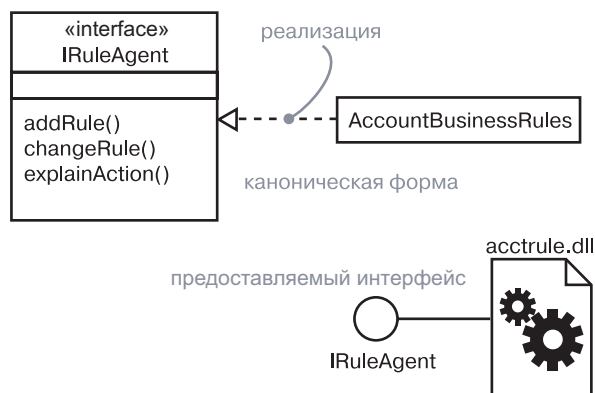 «interface»
IRuleAgent
реализация
addRule()
changeRule()
explainAction()
AccountBusinessRules
каноническая форма
acctrule.dll
предоставляемый интерфейс
IRuleAgent